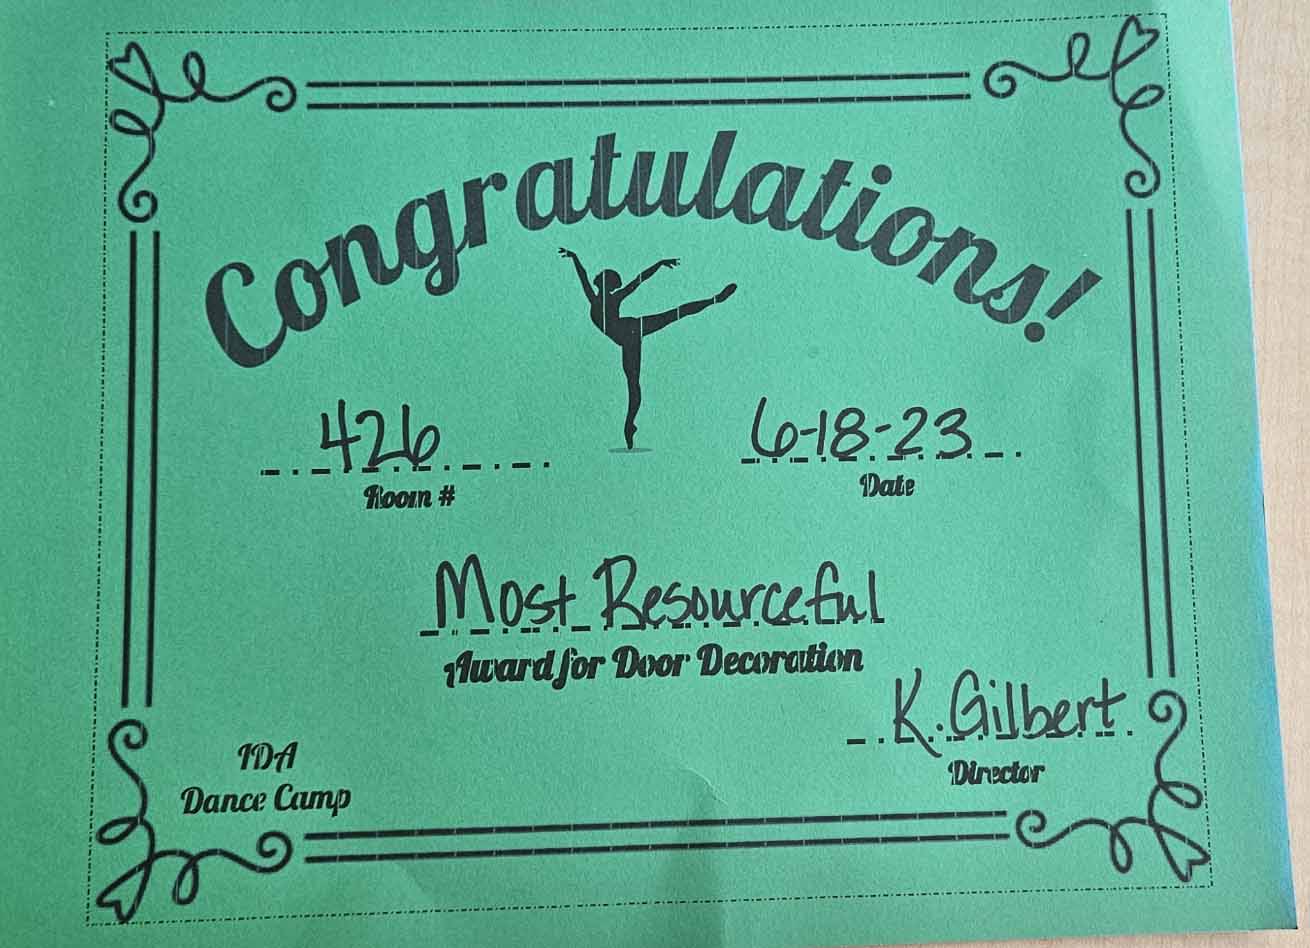 Congratulations!
426
Room #
6-18-23
Date
Most Resourceful
Award for Door Decoration
K. Gilbert
Director
IDA
Dance Camp